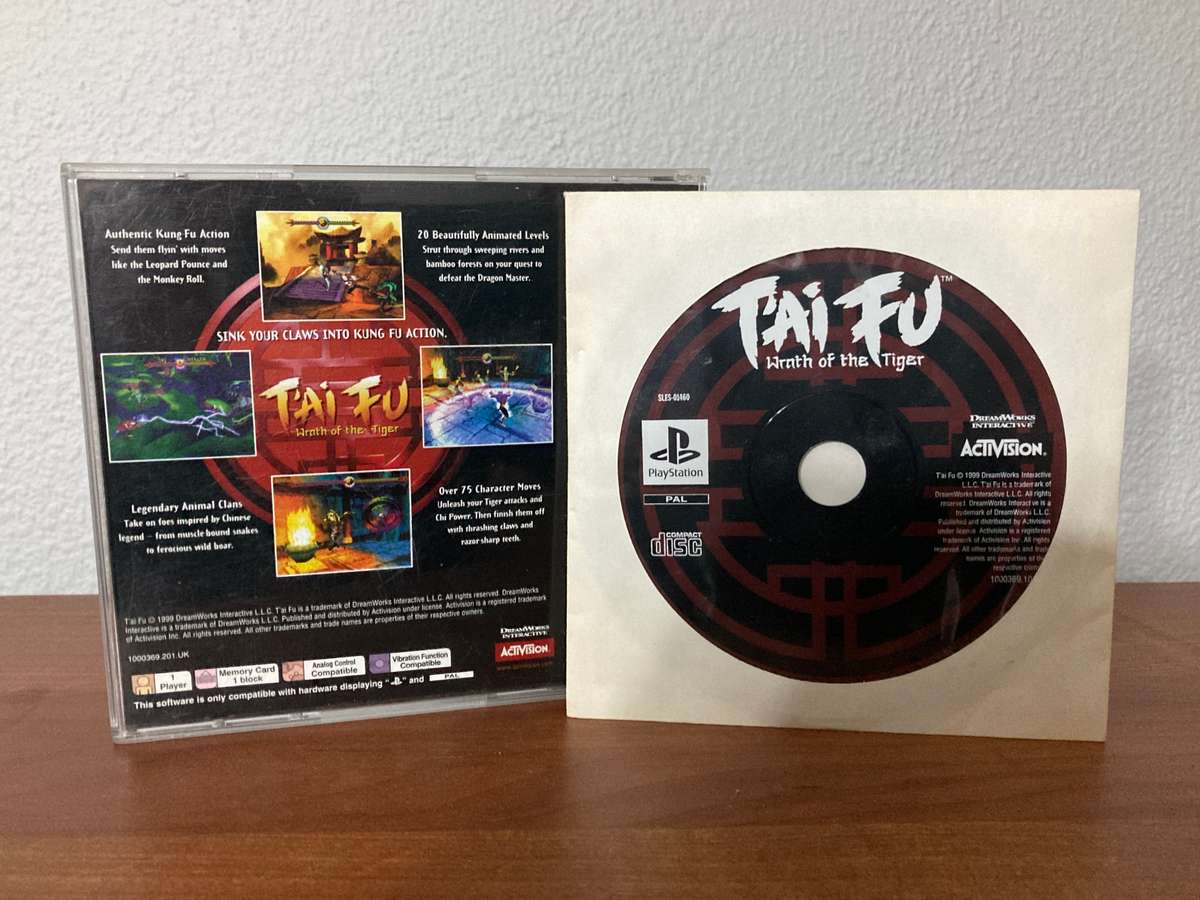 Authentic Kung Fu Action
Send them flyin' with moves
like the Leopard Pounce and
the Monkey Roll.
20 Beautifully Animated Levels
Strut through sweeping rivers and
bamboo forests on your quest to
defeat the Dragon Master.
SINK YOUR CLAWS INTO KUNG FU ACTION.
T'AI FU
Wrath of the Tiger
Legendary Animal Clans
Take on foes inspired by Chinese
legend – from muscle bound snakes
to ferocious wild boar.
Over 75 Character Moves
Unleash your Tiger attacks and
Chi Power. Then finish them off
with thrashing claws and
razor sharp teeth.
T'ai Fu © 1999 DreamWorks Interactive L.L.C. T'ai Fu is a trademark of DreamWorks Interactive L.L.C. All rights reserved. DreamWorks
Interactive is a trademark of DreamWorks L.L.C. Published and distributed by Activision under license. Activision is a registered trademark
of Activision Inc. All rights reserved. All other trademarks and trade names are properties of their respective owners.
DREAMWORKS
INTERACTIVE
ACTIVISION
www.activision.com
1000369.201.UK
1
Player
Memory Card
1 block
Analog Control
Compatible
Vibration Function
Compatible
This software is only compatible with hardware displaying " " and PAL
T'AI FU™
Wrath of the Tiger
SLES-01460
PlayStation
PAL
COMPACT
disc
DREAMWORKS
INTERACTIVE
ACTIVISION.
T'ai Fu © 1999 DreamWorks Interactive
L.L.C. T'ai Fu is a trademark of
DreamWorks Interactive L.L.C. All rights
reserved. DreamWorks Interactive is a
trademark of DreamWorks L.L.C.
Published and distributed by Activision
under license. Activision is a registered
trademark of Activision Inc. All rights
reserved. All other trademarks and trade
names are properties of their
respective
1000369.10